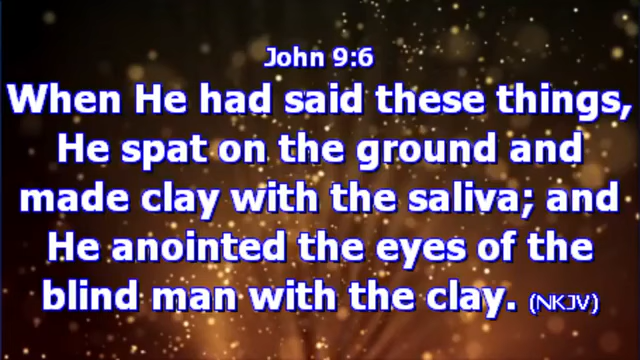 John 9:6
When He had said these things,
He spat on the ground and
made clay with the saliva; and
He anointed the eyes of the
blind man with the clay. (NKJV)